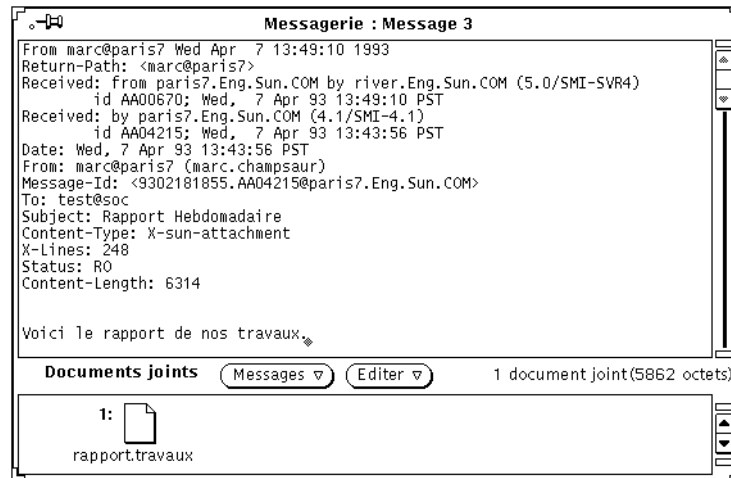 Messagerie : Message 3
From marc@paris7 Wed Apr  7 13:49:10 1993
Return-Path: <marc@paris7>
Received: from paris7.Eng.Sun.COM by river.Eng.Sun.COM (5.0/SMI-SVR4)
        id AA00670; Wed,  7 Apr 93 13:49:10 PST
Received: by paris7.Eng.Sun.COM (4.1/SMI-4.1)
        id AA04215; Wed,  7 Apr 93 13:43:56 PST
Date: Wed, 7 Apr 93 13:43:56 PST
From: marc@paris7 (marc.champsaur)
Message-Id: <9302181855.AA04215@paris7.Eng.Sun.COM>
To: test@soc
Subject: Rapport Hebdomadaire
Content-Type: X-sun-attachment
X-Lines: 248
Status: RO
Content-Length: 6314
Voici le rapport de nos travaux.
Documents joints Messages Editer 1 document joint(5862 octets)
1:
rapport.travaux